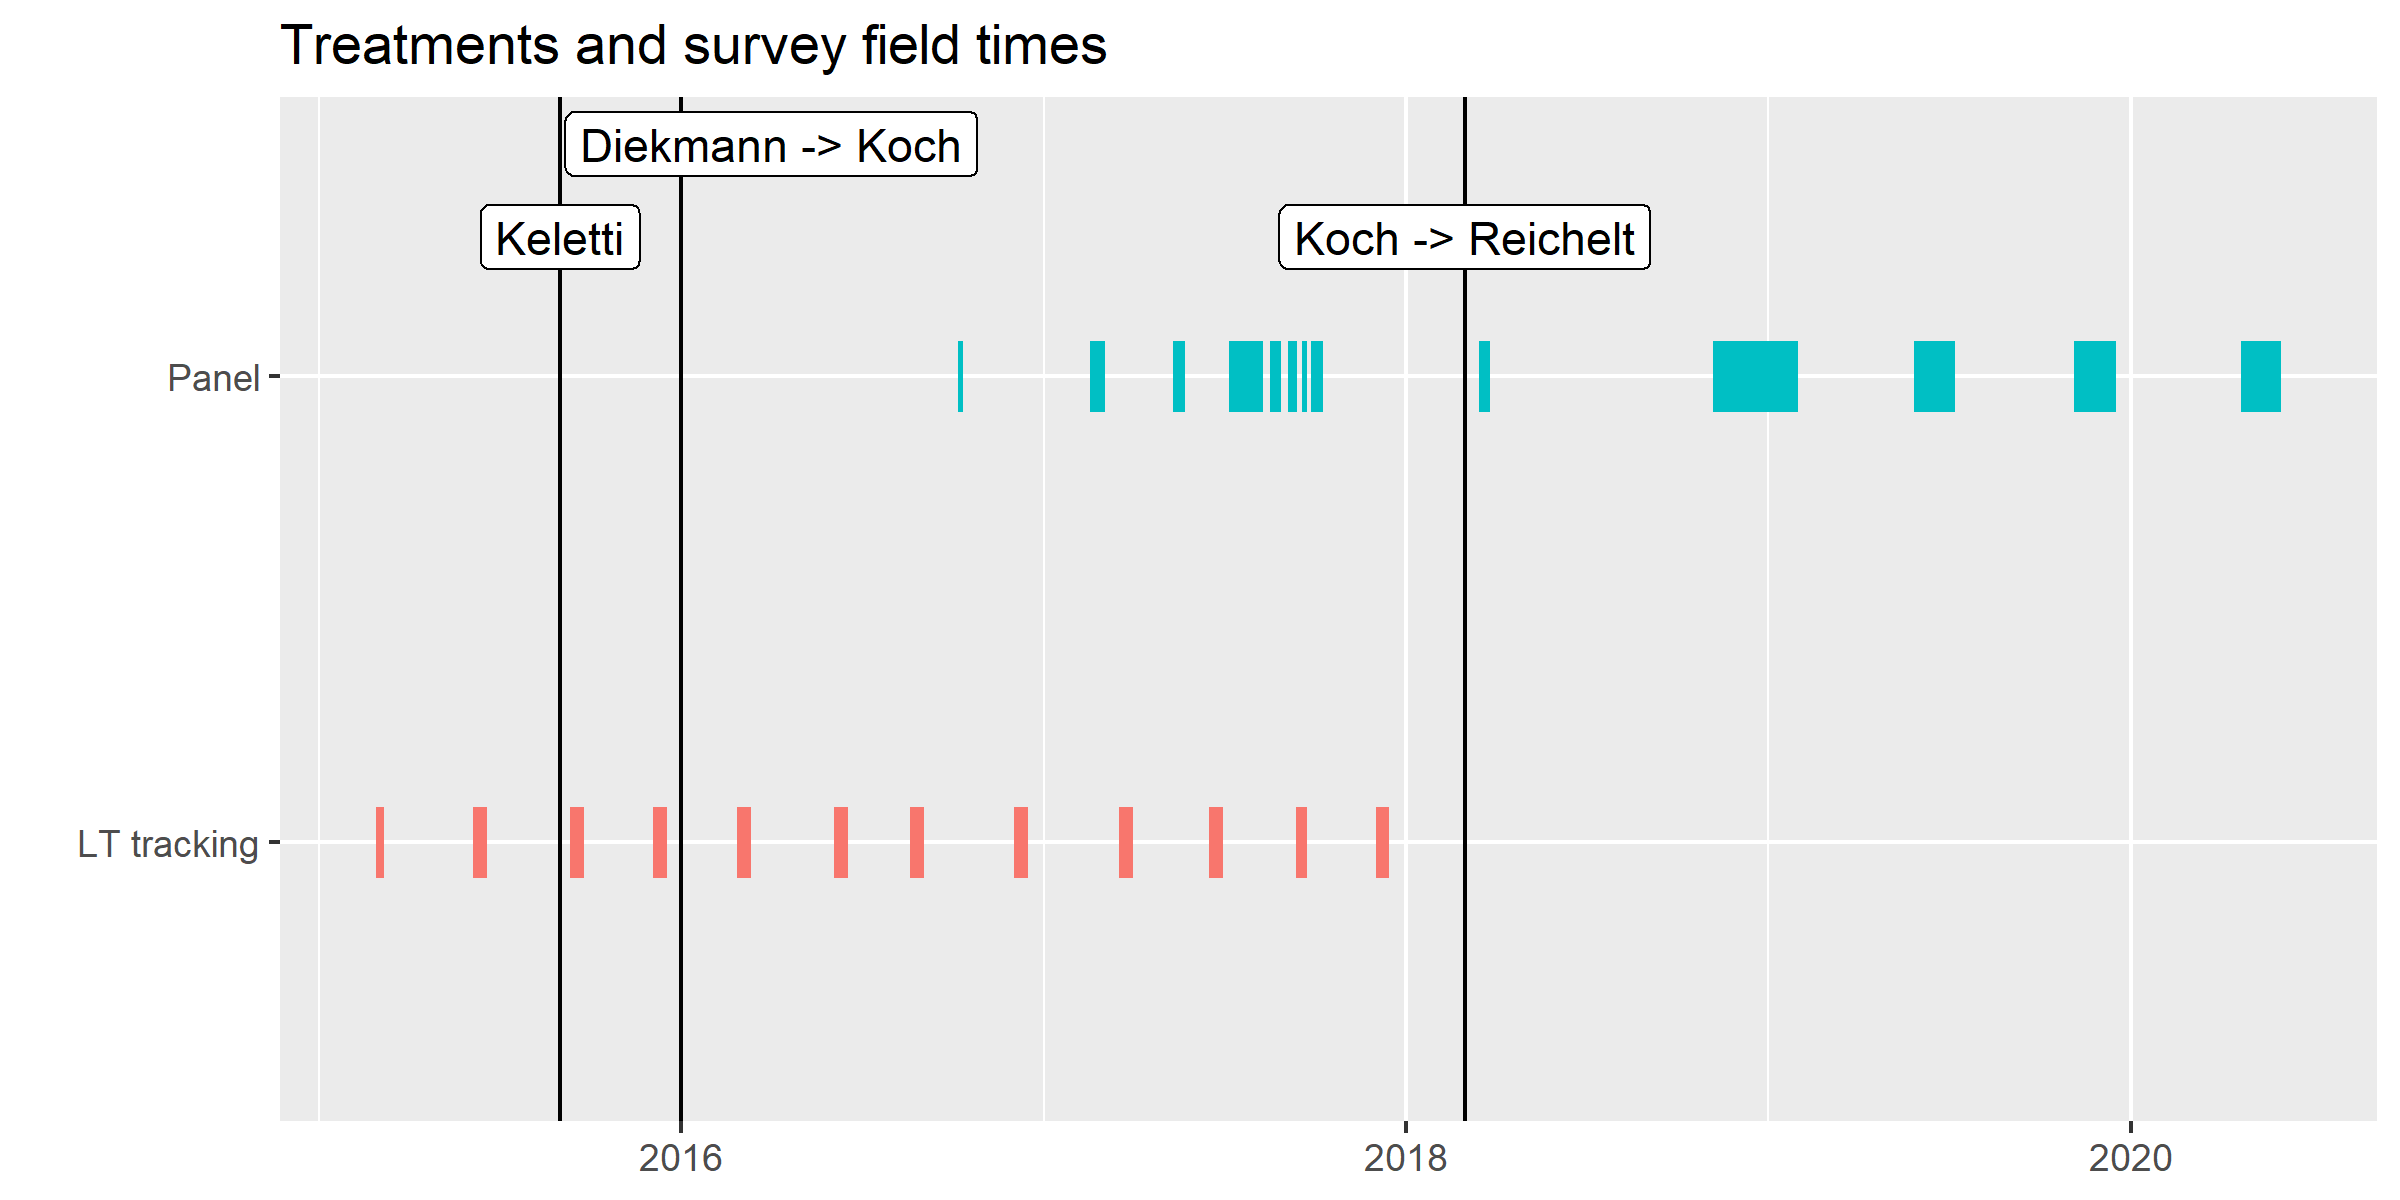 Treatments and survey field times
Diekmann -> Koch
Keletti
Koch -> Reichelt
Panel
LT tracking
2016
2018
2020